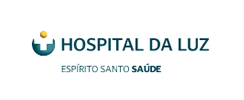 HOSPITAL DA LUZ
ESPÍRITO SANTO SAÚDE